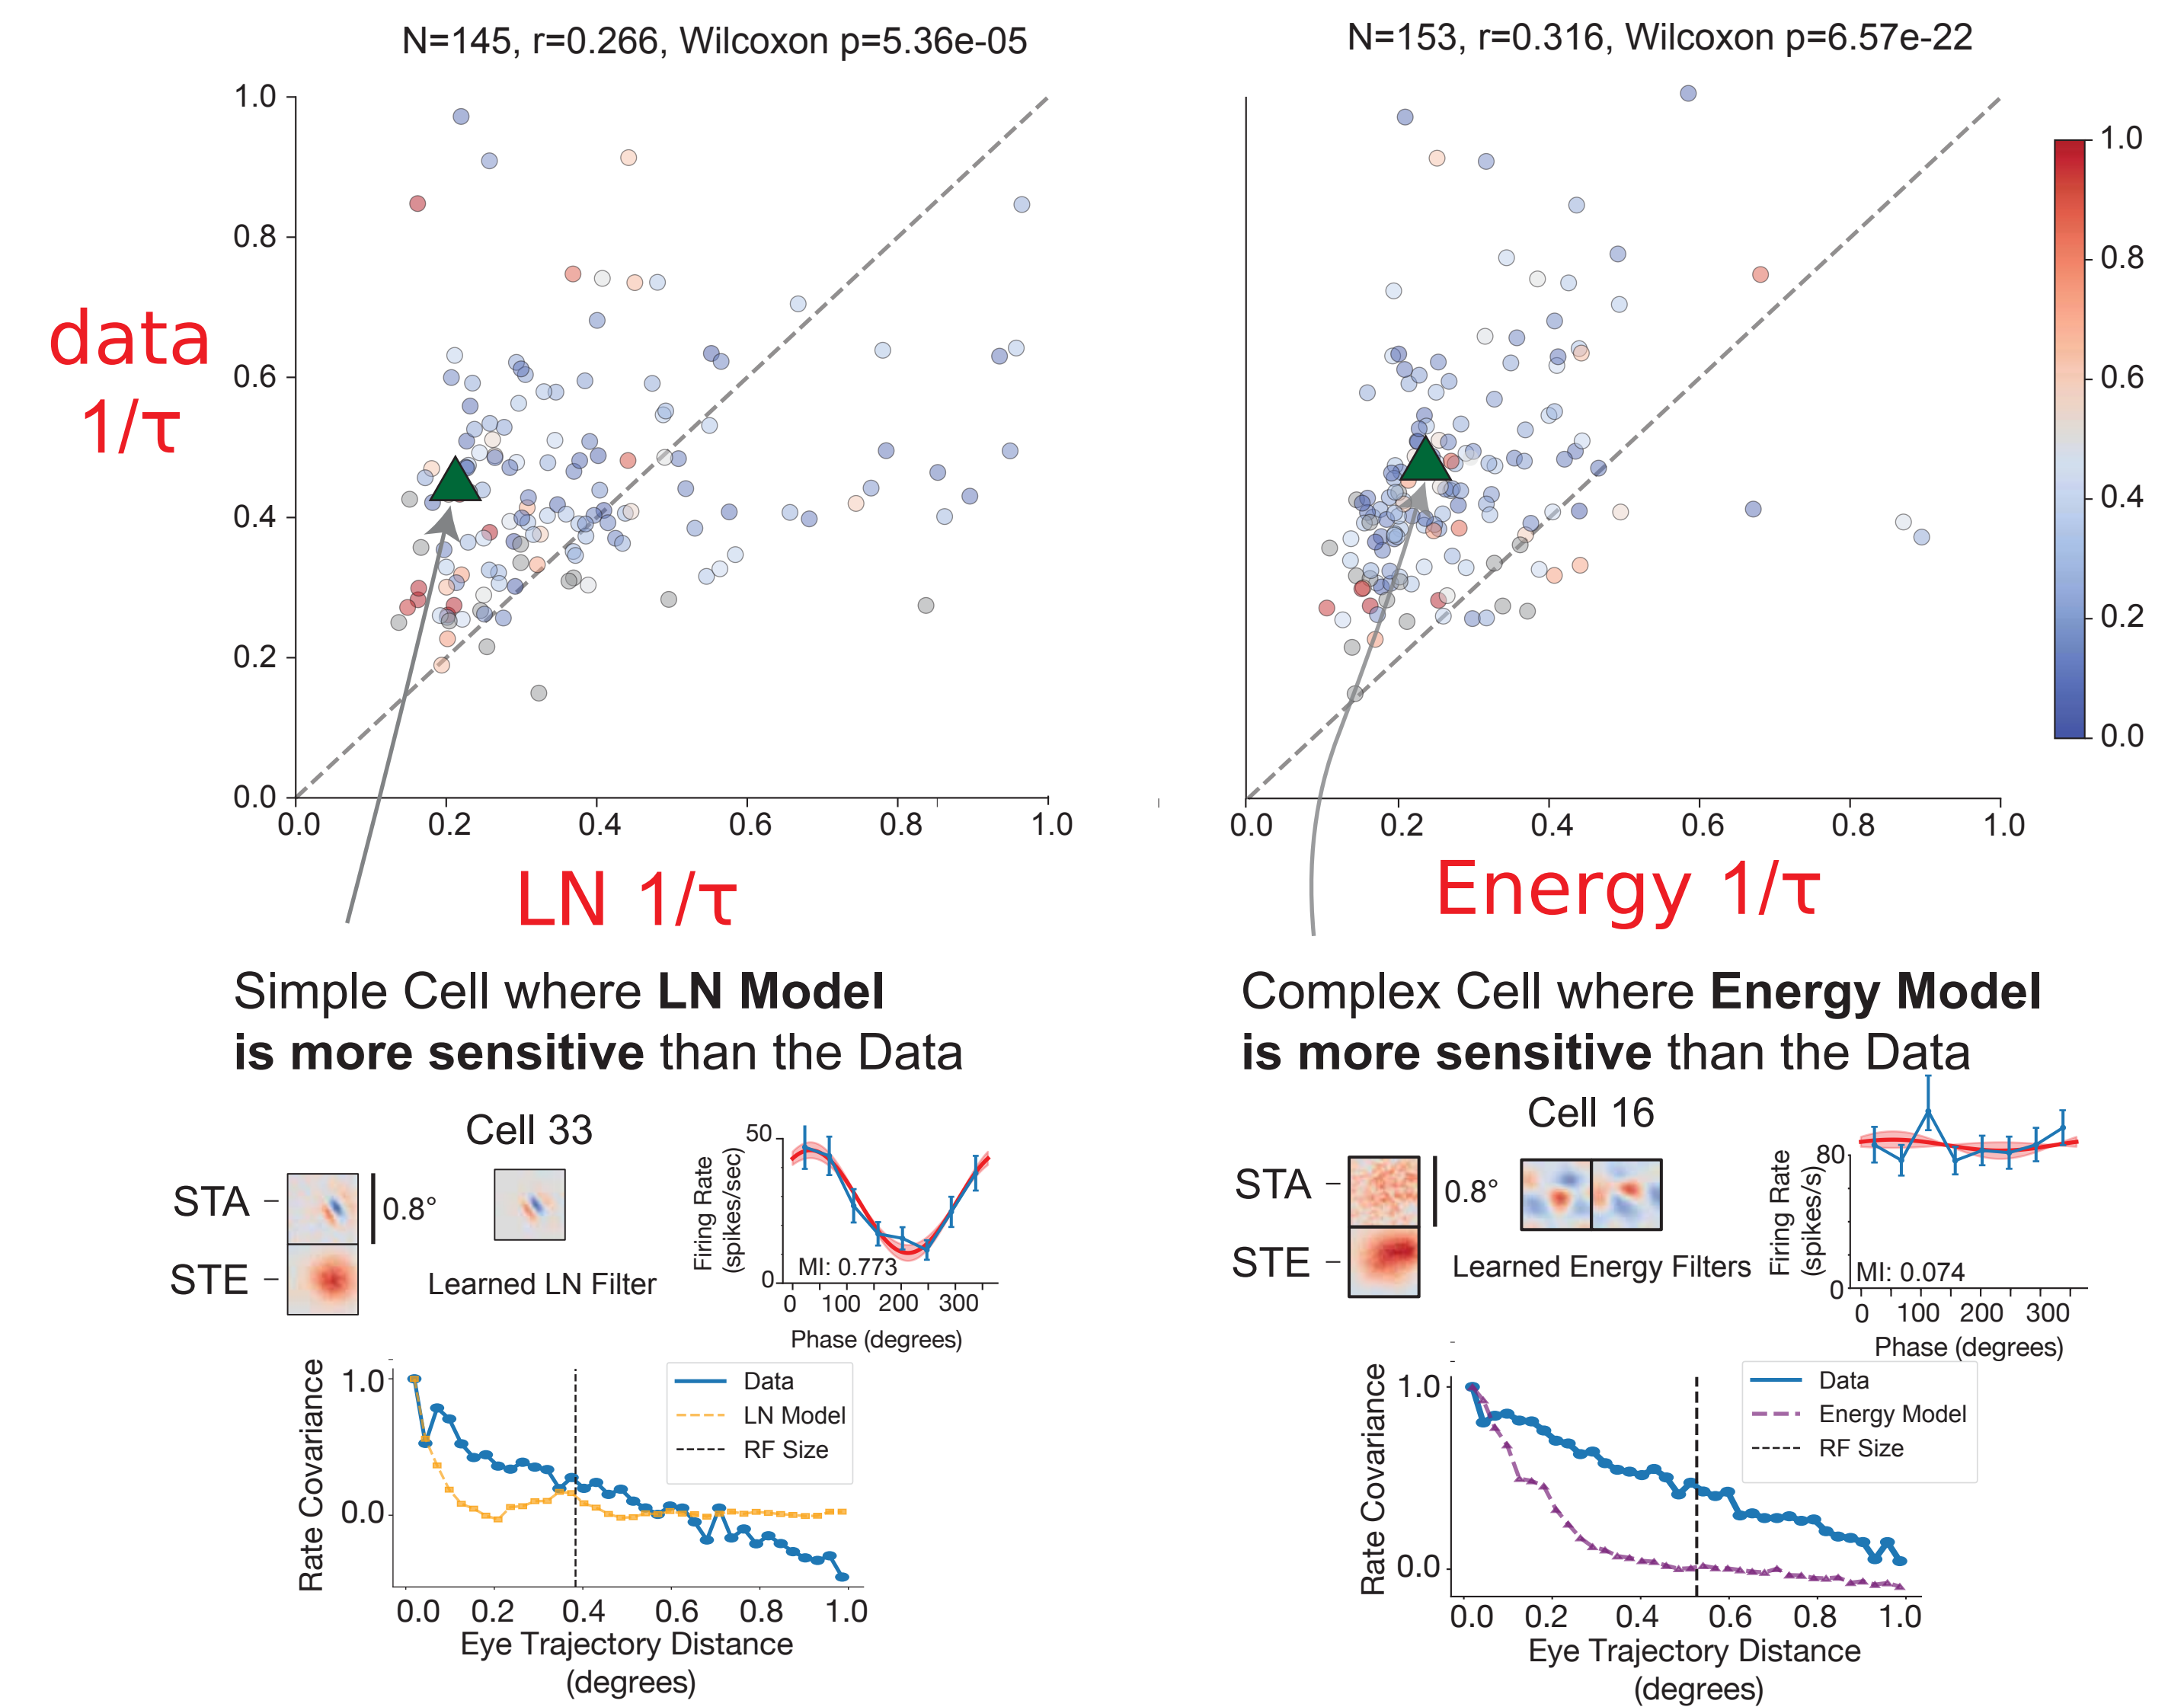 N=145, r=0.266, Wilcoxon p=5.36e-05
1.0
0.8
0.6
0.4
0.2
0.0
data
1/τ
0.0 0.2 0.4 0.6 0.8 1.0
LN 1/τ
N=153, r=0.316, Wilcoxon p=6.57e-22
0.0 0.2 0.4 0.6 0.8 1.0
Energy 1/τ
1.0
0.8
0.6
0.4
0.2
0.0
Simple Cell where LN Model
is more sensitive than the Data
Cell 33
STA
0.8°
STE
Learned LN Filter
Firing Rate
(spikes/sec)
50
0
MI: 0.773
0 100 200 300
Phase (degrees)
Rate Covariance
1.0
0.0
Data
LN Model
RF Size
0.0 0.2 0.4 0.6 0.8 1.0
Eye Trajectory Distance
(degrees)
Complex Cell where Energy Model
is more sensitive than the Data
Cell 16
STA
0.8°
STE
Learned Energy Filters
Firing Rate
(spikes/s)
80
0
MI: 0.074
0 100 200 300
Phase (degrees)
Rate Covariance
1.0
0.0
Data
Energy Model
RF Size
0.0 0.2 0.4 0.6 0.8 1.0
Eye Trajectory Distance
(degrees)